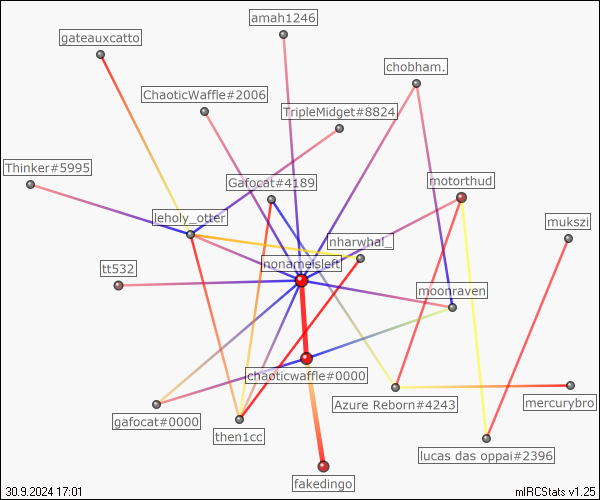 amah1246
gateauxcatto
chobham.
ChaoticWaffle#2006
TripleMidget#8824
Thinker#5995
Gafocat#4189
motorthud
leholy_otter
mukszi
nharwhal_
nonameisleft
tt532
moonraven
chaoticwaffle#0000
Azure Reborn#4243
mercurybro
gafocat#0000
then1cc
lucas das oppai#2396
fakedingo
30.9.2024 17:01
mIRCStats v1.25